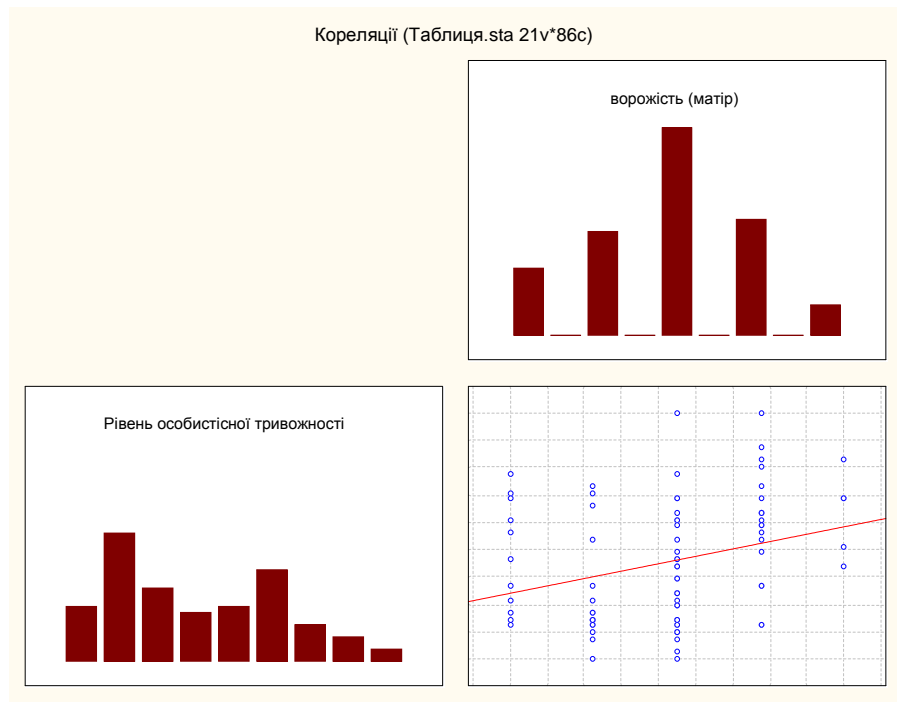 Кореляції (Таблиця.sta 21v*86c)
ворожість (матір)
Рівень особистісної тривожності